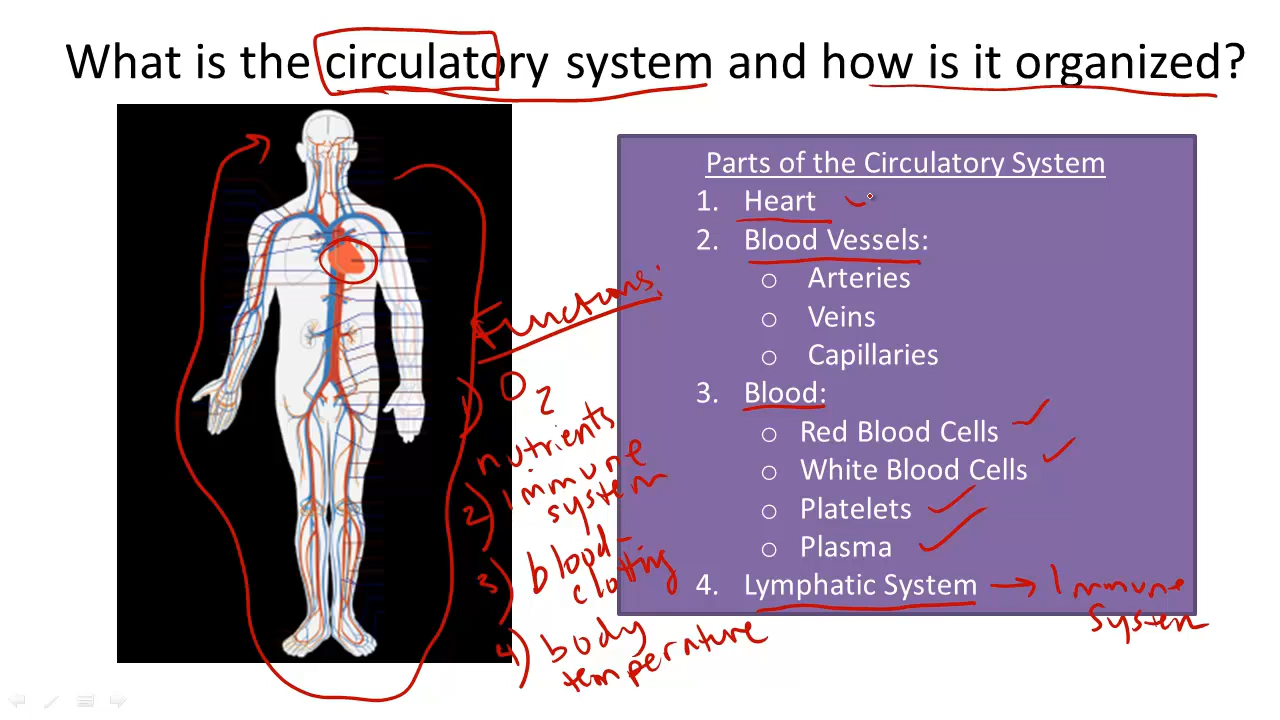 What is the circulatory system and how is it organized?
Parts of the Circulatory System
1. Heart
2. Blood Vessels:
o Arteries
o Veins
o Capillaries
3. Blood:
o Red Blood Cells
o White Blood Cells
o Platelets
o Plasma
4. Lymphatic System → Immune
System
Functions:
1) O2
nutrients
2) immune
system
3) blood-
clotting
4) body
temperature